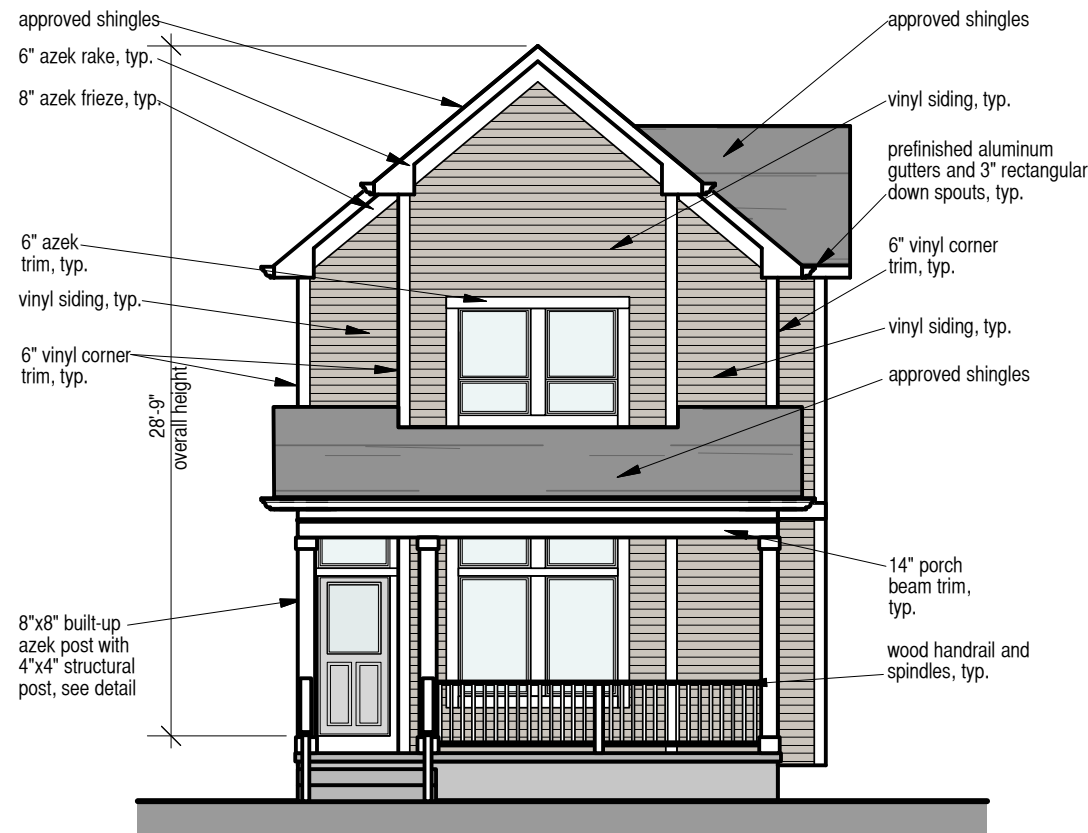 approved shingles
6" azek rake, typ.
8" azek frieze, typ.
6" azek
trim, typ.
vinyl siding, typ.
6" vinyl corner
trim, typ.
28'-9"
overall height
8"x8" built-up
azek post with
4"x4" structural
post, see detail
approved shingles
vinyl siding, typ.
prefinished aluminum
gutters and 3" rectangular
down spouts, typ.
6" vinyl corner
trim, typ.
vinyl siding, typ.
approved shingles
14" porch
beam trim,
typ.
wood handrail and
spindles, typ.